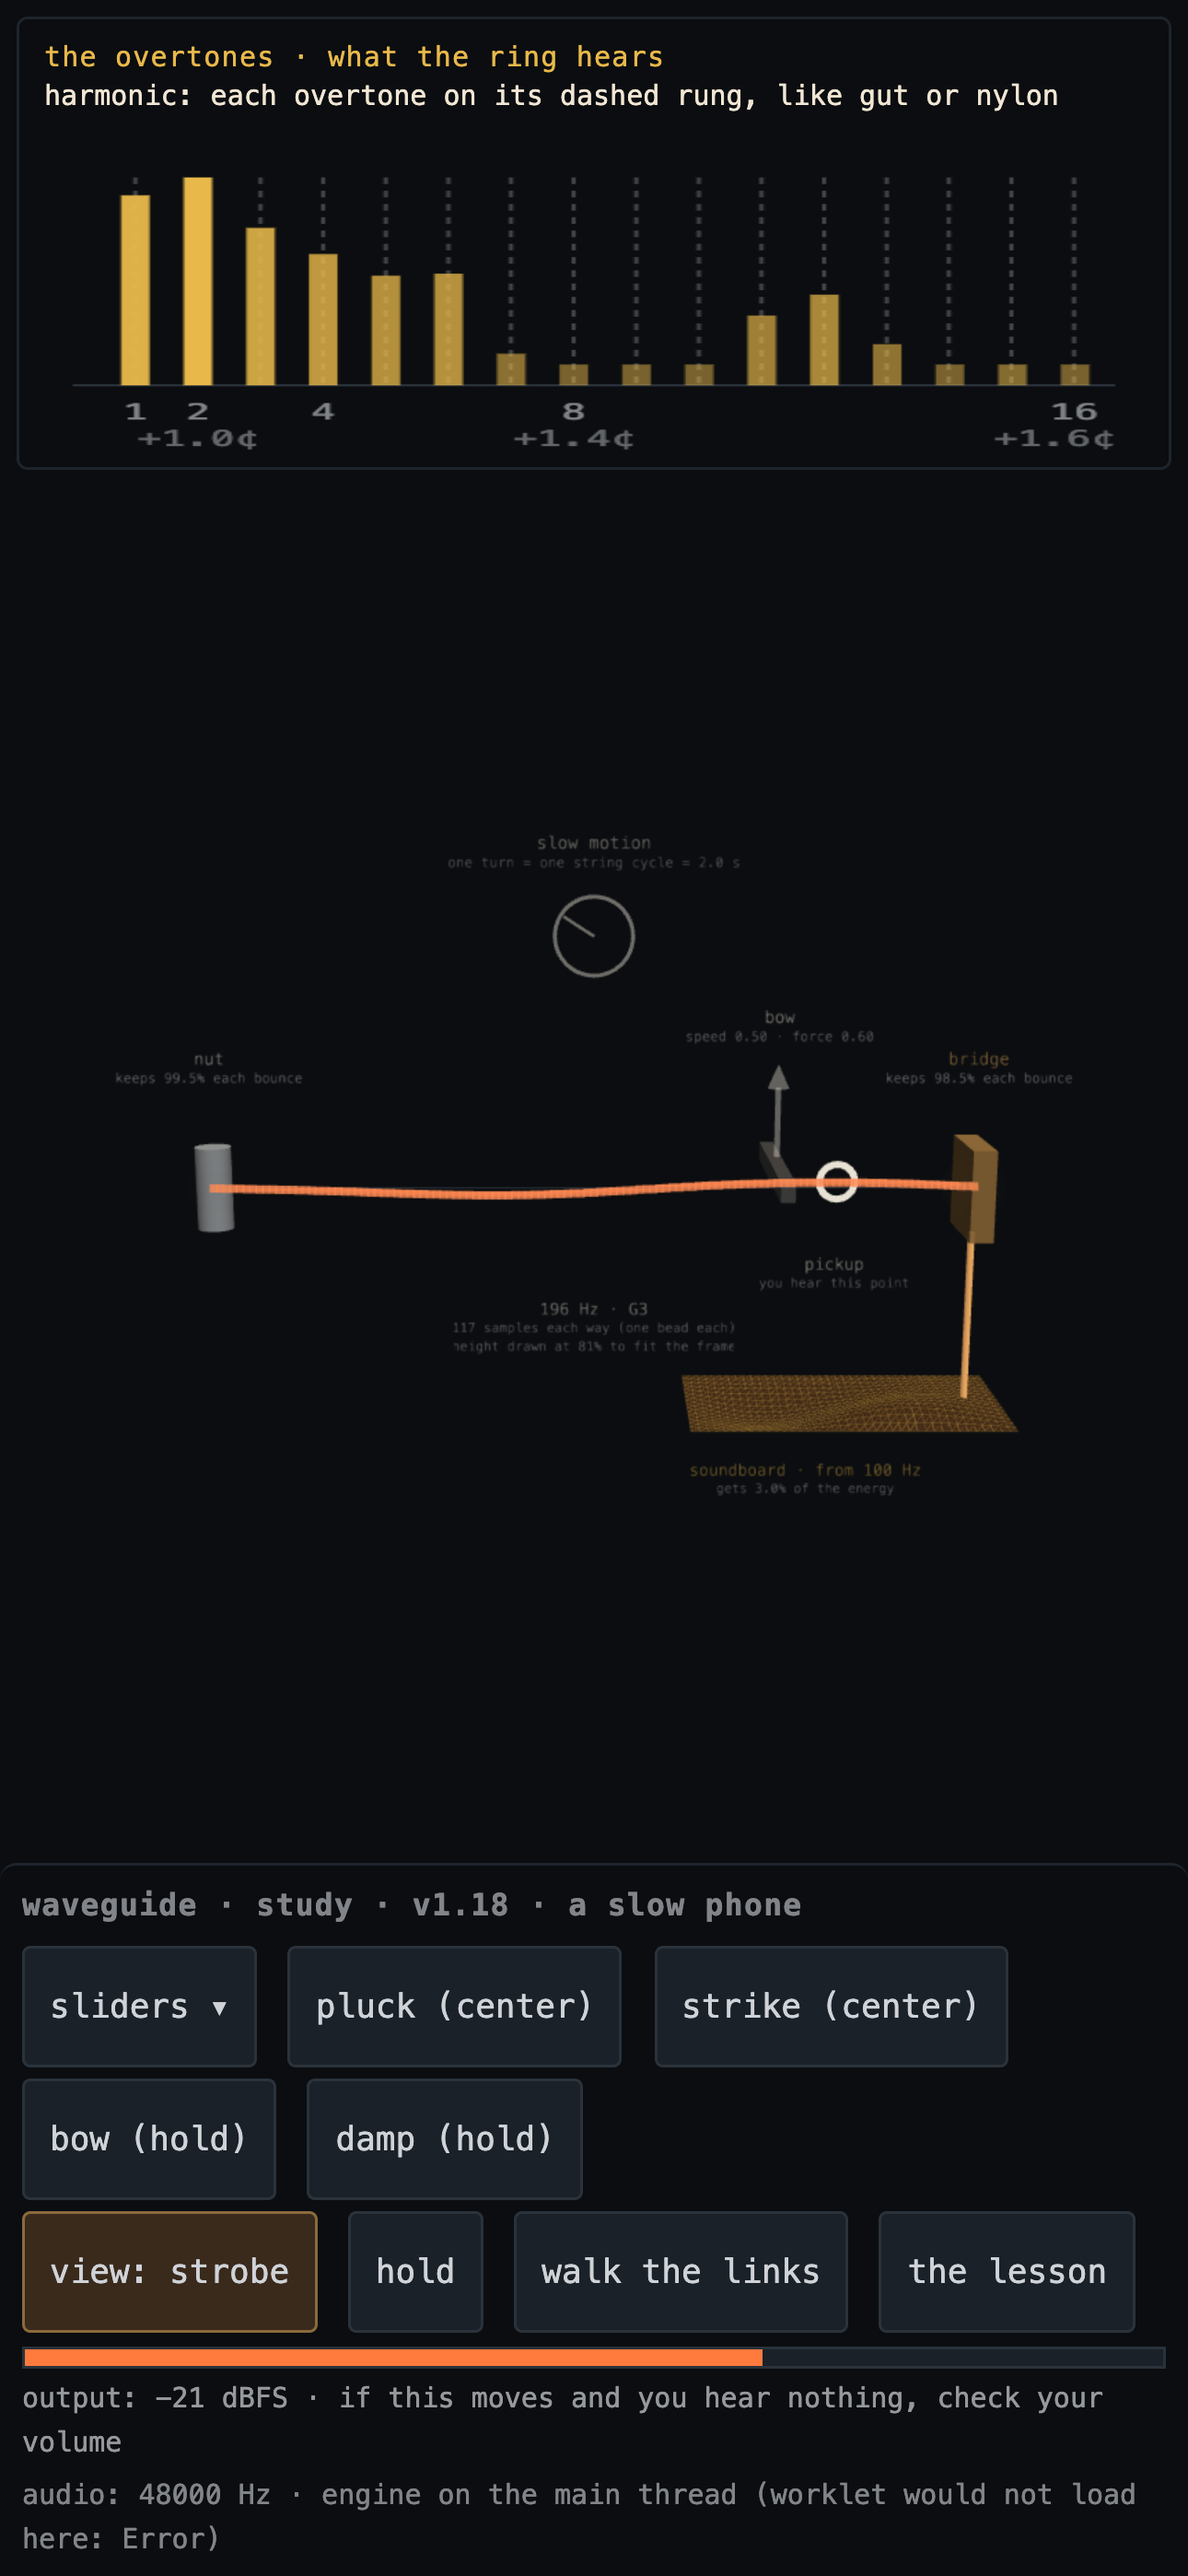 the overtones · what the ring hears
harmonic: each overtone on its dashed rung, like gut or nylon
1 2 4 8 16
+1.0¢ +1.4¢ +1.6¢
slow motion
one turn = one string cycle = 2.0 s
bow
speed 0.50 · force 0.60
nut
keeps 99.5% each bounce
bridge
keeps 98.5% each bounce
pickup
you hear this point
196 Hz · G3
117 samples each way (one bead each)
height drawn at 81% to fit the frame
soundboard · from 100 Hz
gets 3.0% of the energy
waveguide · study · v1.18 · a slow phone
sliders ▾ pluck (center) strike (center)
bow (hold) damp (hold)
view: strobe hold walk the links the lesson
output: −21 dBFS · if this moves and you hear nothing, check your
volume
audio: 48000 Hz · engine on the main thread (worklet would not load
here: Error)